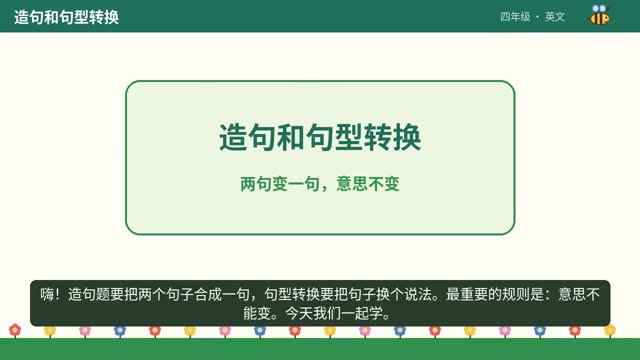 造句和句型转换
四年级 · 英文
造句和句型转换
两句变一句，意思不变
嗨！造句题要把两个句子合成一句，句型转换要把句子换个说法。最重要的规则是：意思不
能变。今天我们一起学。